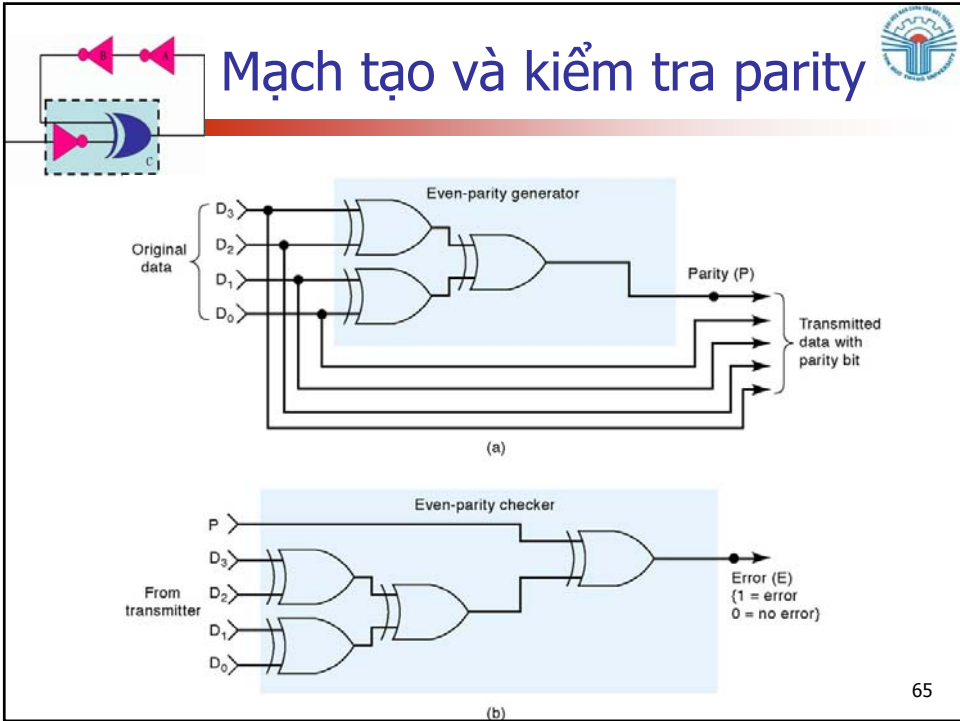 B A
C
Mạch tạo và kiểm tra parity
Even-parity generator
Original
data
D₃
D₂
D₁
D₀
Parity (P)
Transmitted
data with
parity bit
(a)
Even-parity checker
P
D₃
D₂
D₁
D₀
From
transmitter
Error (E)
{1 = error
0 = no error}
(b)
65